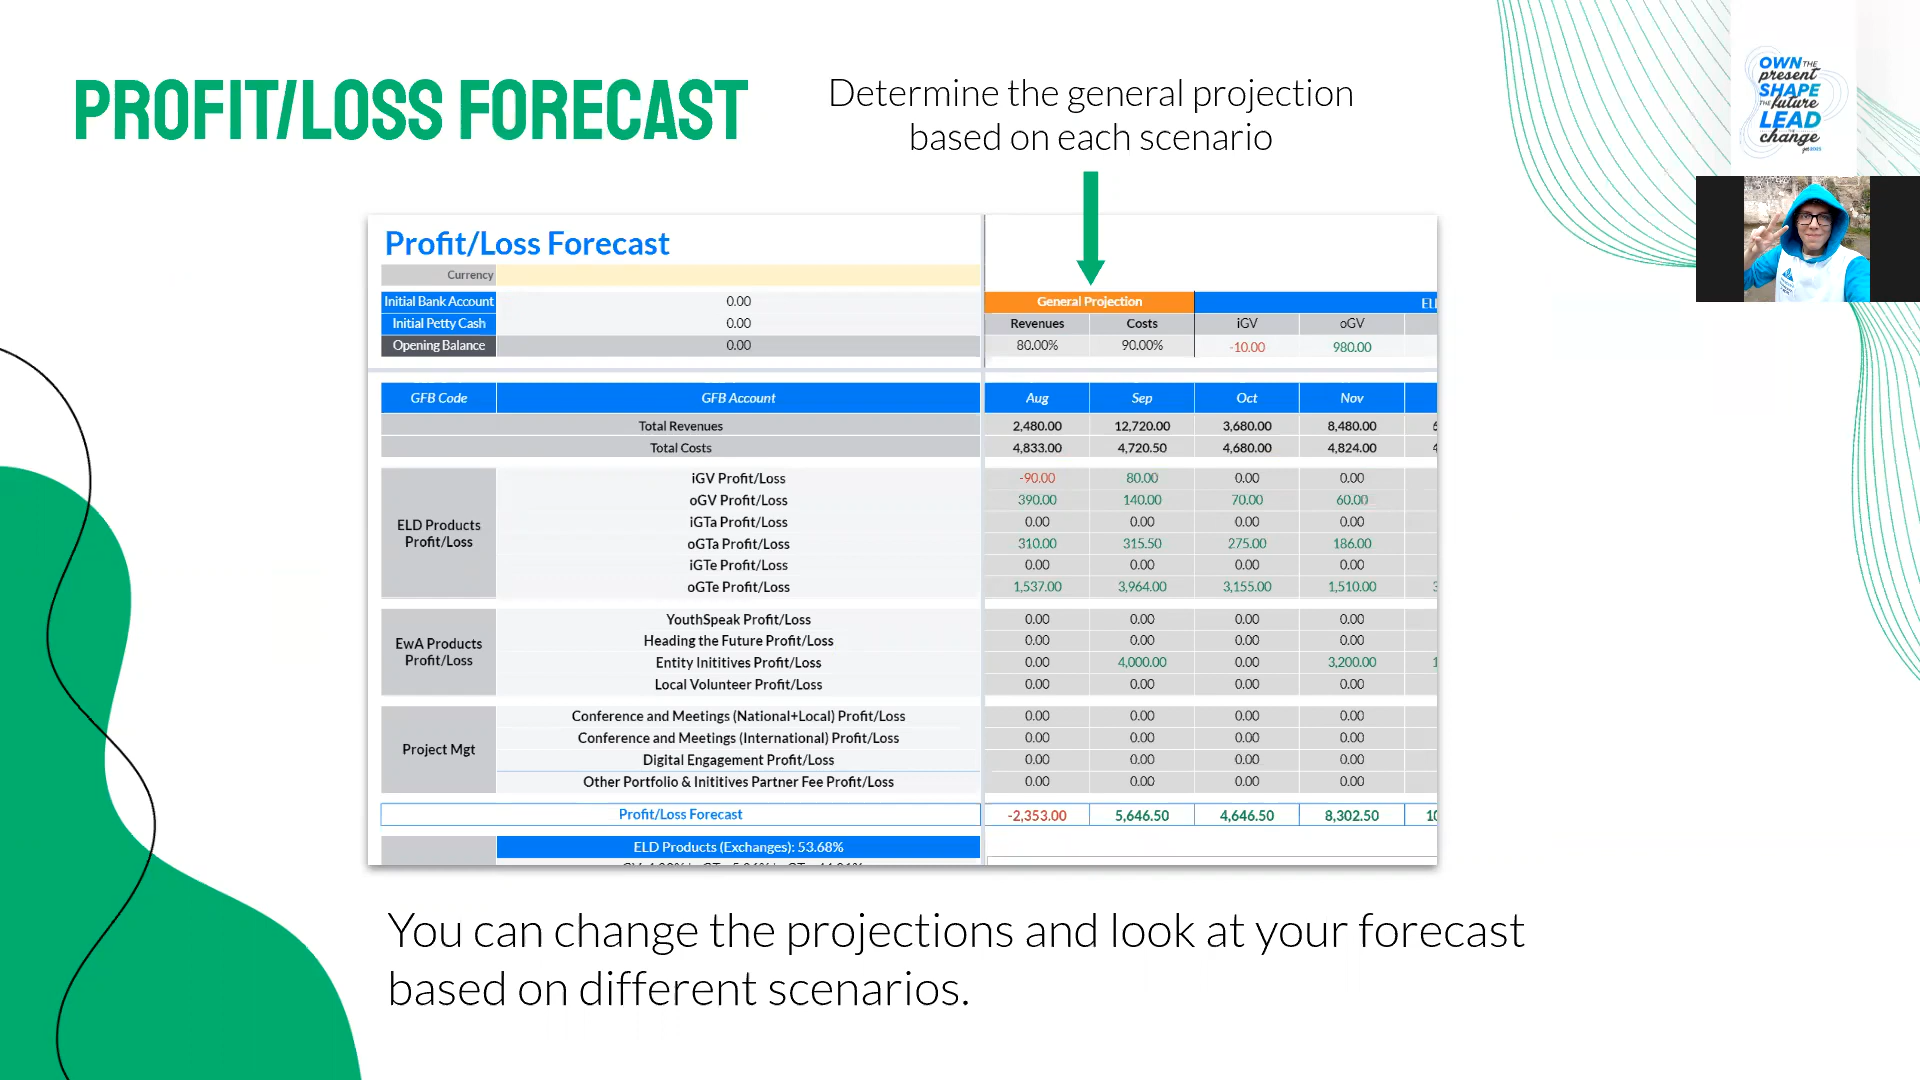 PROFIT/LOSS FORECAST
Determine the general projection
based on each scenario
OWN THE
present
SHAPE
THE future
LEAD
change
Profit/Loss Forecast
Currency
Initial Bank Account 0.00
Initial Petty Cash 0.00
Opening Balance 0.00
General Projection
Revenues Costs iGV oGV
80.00% 90.00% -10.00 980.00
GFB Code GFB Account Aug Sep Oct Nov
Total Revenues 2,480.00 12,720.00 3,680.00 8,480.00
Total Costs 4,833.00 4,720.50 4,680.00 4,824.00
ELD Products
Profit/Loss
iGV Profit/Loss -90.00 80.00 0.00 0.00
oGV Profit/Loss 390.00 140.00 70.00 60.00
iGTa Profit/Loss 0.00 0.00 0.00 0.00
oGTa Profit/Loss 310.00 315.50 275.00 186.00
iGTe Profit/Loss 0.00 0.00 0.00 0.00
oGTe Profit/Loss 1,537.00 3,964.00 3,155.00 1,510.00
EwA Products
Profit/Loss
YouthSpeak Profit/Loss 0.00 0.00 0.00 0.00
Heading the Future Profit/Loss 0.00 0.00 0.00 0.00
Entity Inititives Profit/Loss 0.00 4,000.00 0.00 3,200.00
Local Volunteer Profit/Loss 0.00 0.00 0.00 0.00
Project Mgt
Conference and Meetings (National+Local) Profit/Loss 0.00 0.00 0.00 0.00
Conference and Meetings (International) Profit/Loss 0.00 0.00 0.00 0.00
Digital Engagement Profit/Loss 0.00 0.00 0.00 0.00
Other Portfolio & Inititives Partner Fee Profit/Loss 0.00 0.00 0.00 0.00
Profit/Loss Forecast -2,353.00 5,646.50 4,646.50 8,302.50
ELD Products (Exchanges): 53.68%
You can change the projections and look at your forecast
based on different scenarios.